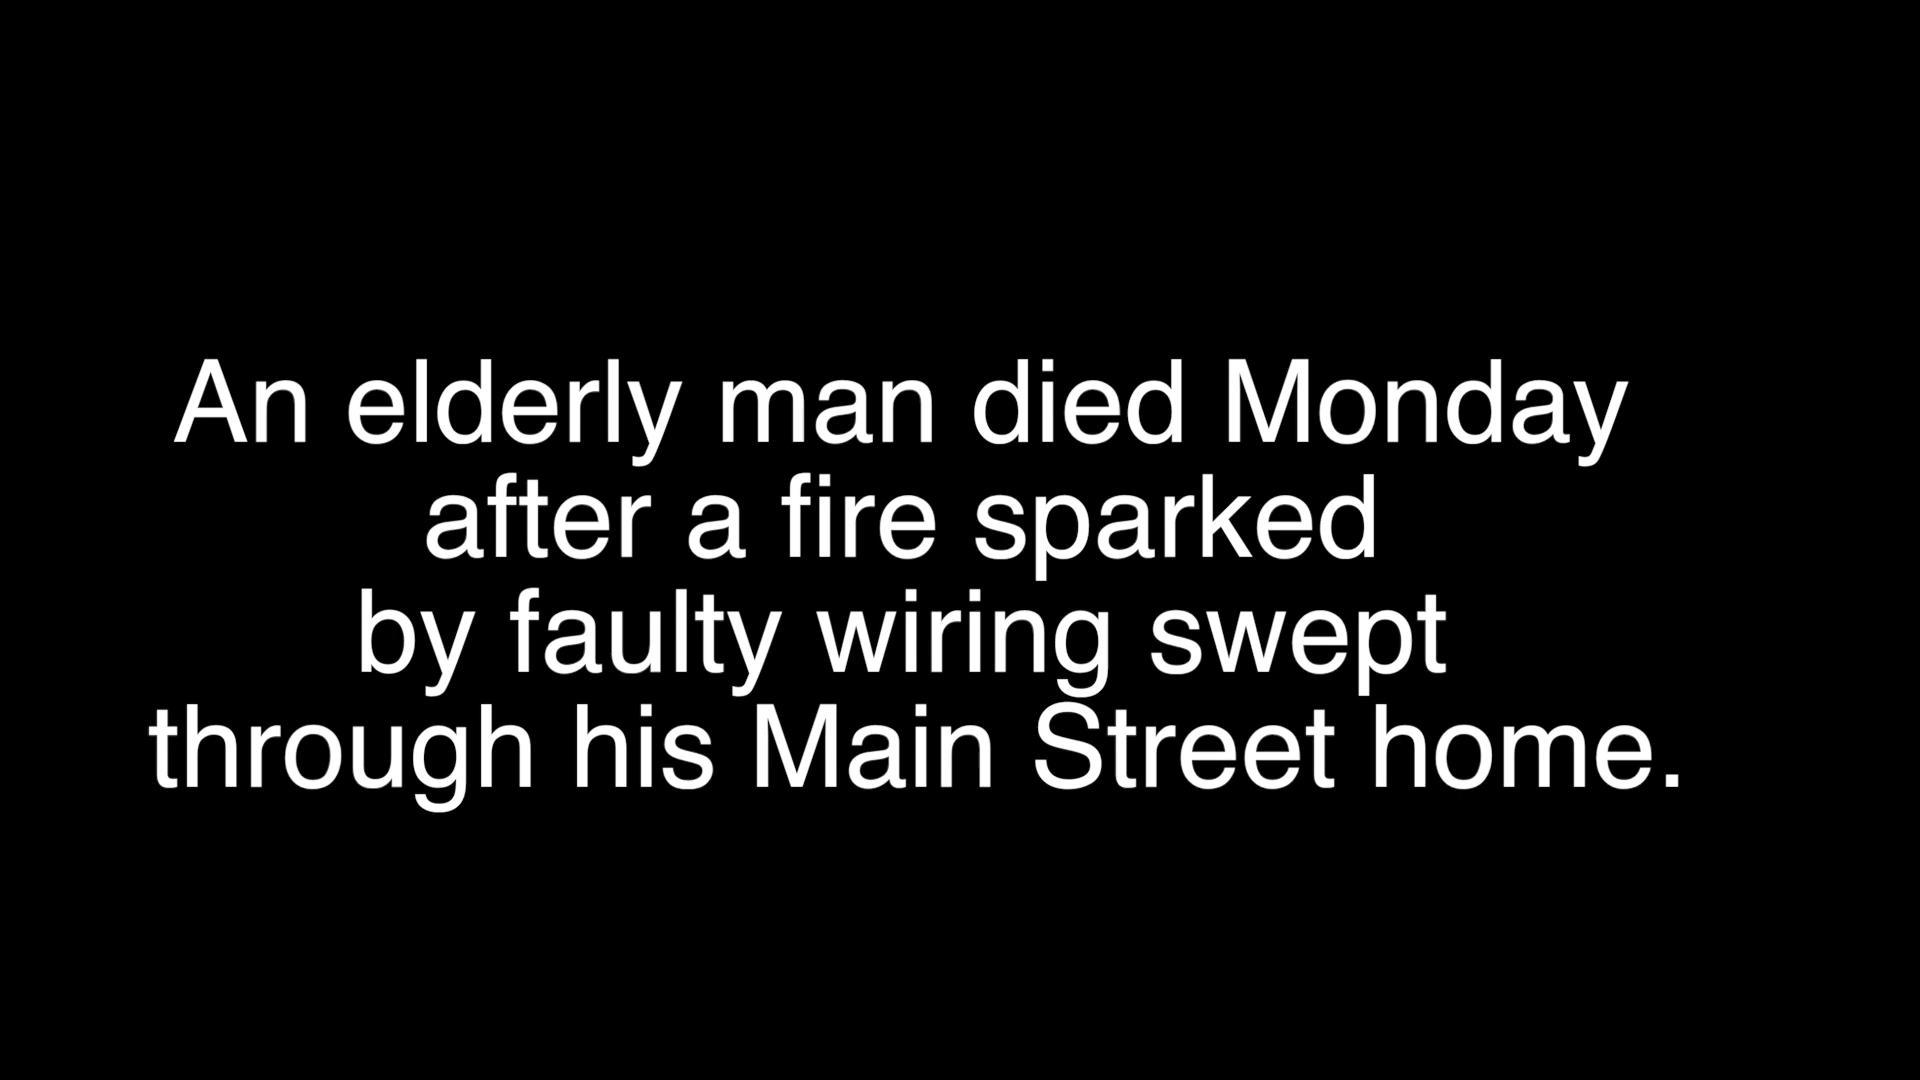 An elderly man died Monday
after a fire sparked
by faulty wiring swept
through his Main Street home.